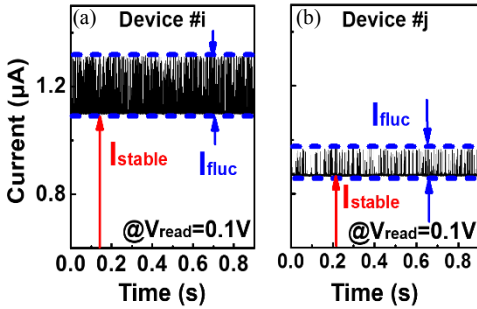 (a) Device #i
Current (μA)
1.6
1.2
0.8
Istable
Ifluc
@Vread=0.1V
0.0 0.2 0.4 0.6 0.8
Time (s)
(b) Device #j
Ifluc
Istable
@Vread=0.1V
0.0 0.2 0.4 0.6 0.8
Time (s)